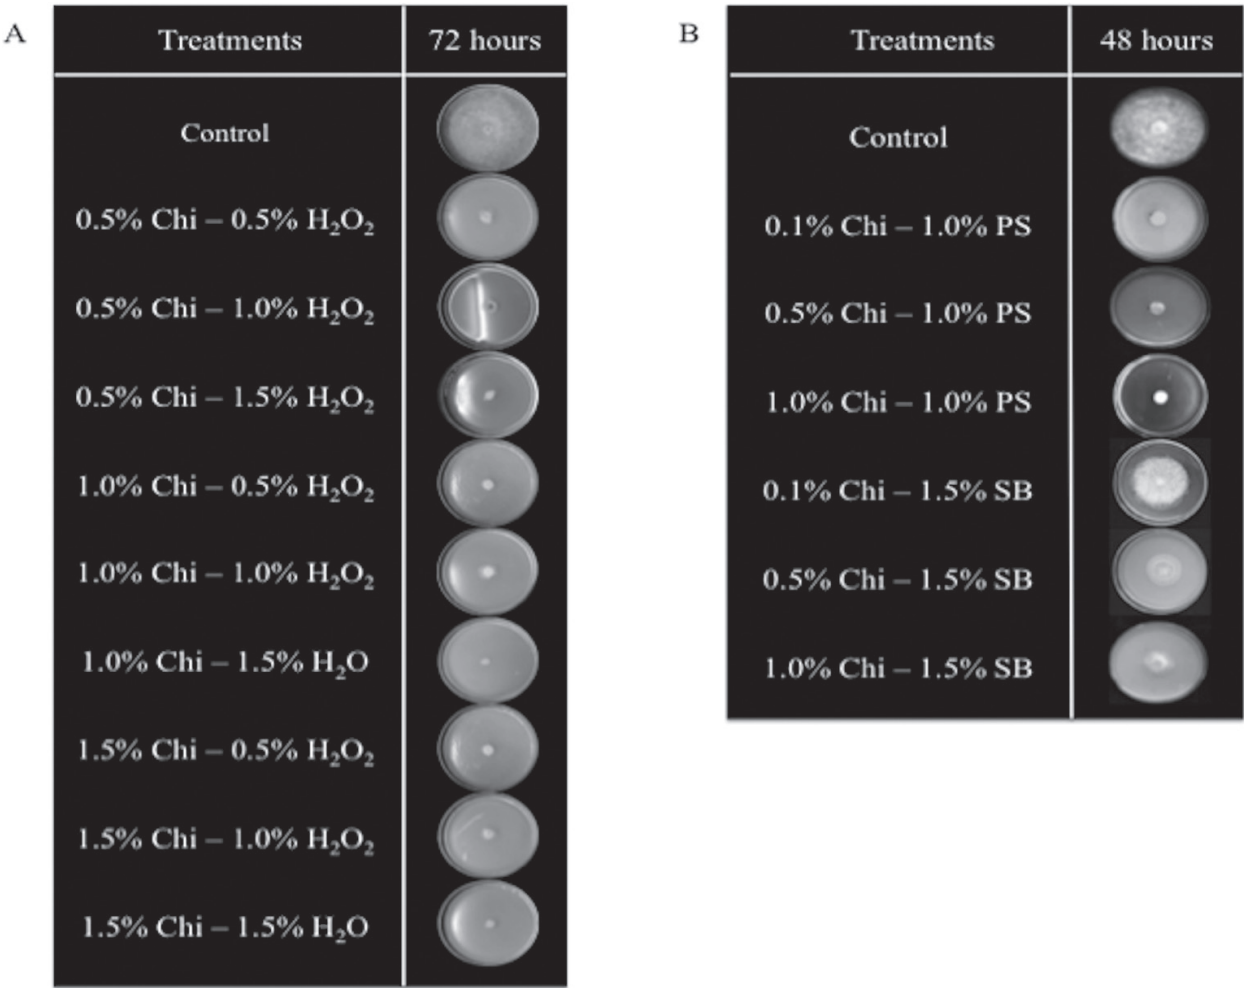 A
Treatments 72 hours
Control
0.5% Chi – 0.5% H₂O₂
0.5% Chi – 1.0% H₂O₂
0.5% Chi – 1.5% H₂O₂
1.0% Chi – 0.5% H₂O₂
1.0% Chi – 1.0% H₂O₂
1.0% Chi – 1.5% H₂O
1.5% Chi – 0.5% H₂O₂
1.5% Chi – 1.0% H₂O₂
1.5% Chi – 1.5% H₂O
B
Treatments 48 hours
Control
0.1% Chi – 1.0% PS
0.5% Chi – 1.0% PS
1.0% Chi – 1.0% PS
0.1% Chi – 1.5% SB
0.5% Chi – 1.5% SB
1.0% Chi – 1.5% SB